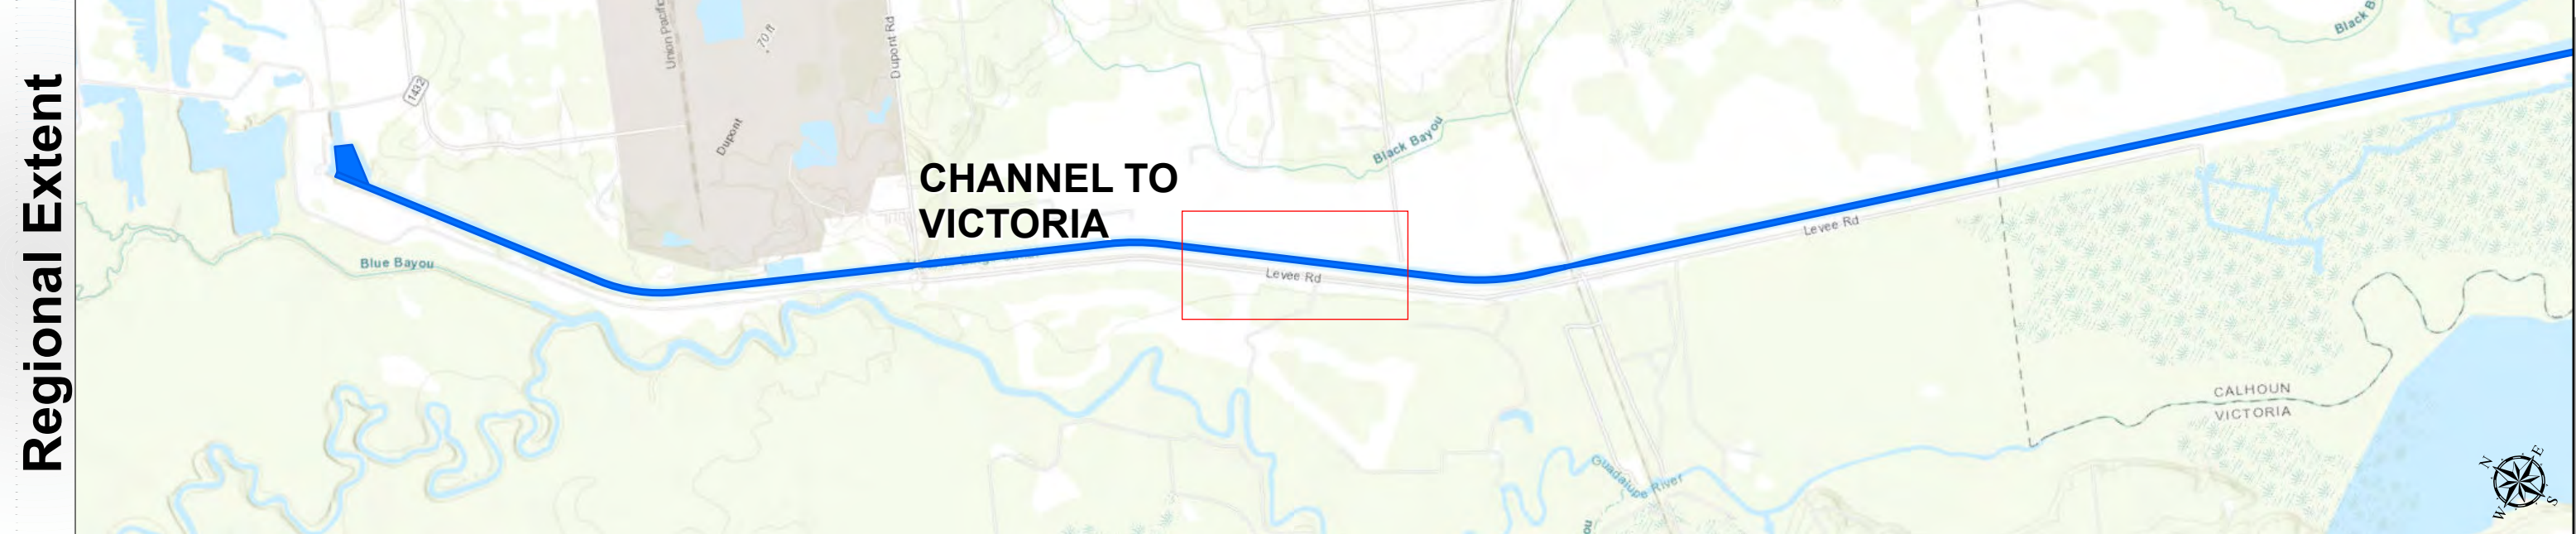 Regional Extent
Union Pacific
70 ft
Dupont Rd
1432
Dupont
Black Bayou
Black B
CHANNEL TO
VICTORIA
Levee Rd
Blue Bayou
Levee Rd
CALHOUN
VICTORIA
Guadalupe River
N
E
W
S